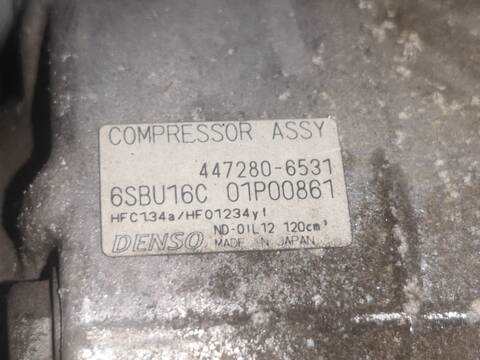 COMPRESSOR ASSY
447280-6531
6SBU16C 01P00861
HFC134a/HFO1234yf
DENSO ND-OIL12 120cm³
MADE IN JAPAN